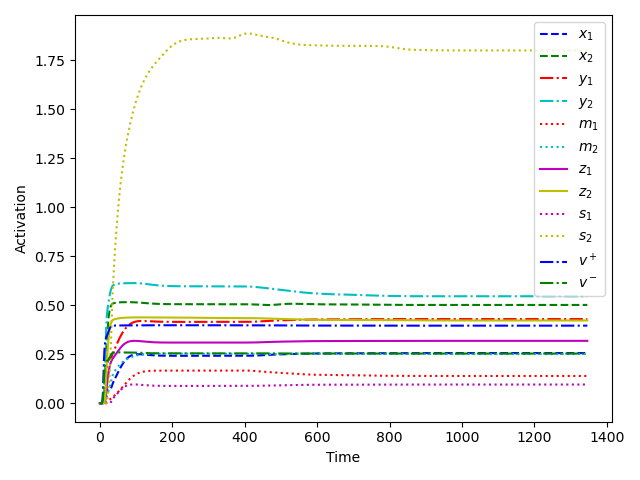 1.75
1.50
1.25
1.00
0.75
0.50
0.25
0.00
Activation
0
200
400
600
800
1000
1200
1400
Time
x₁
x₂
y₁
y₂
m₁
m₂
z₁
z₂
s₁
s₂
v⁺
v⁻